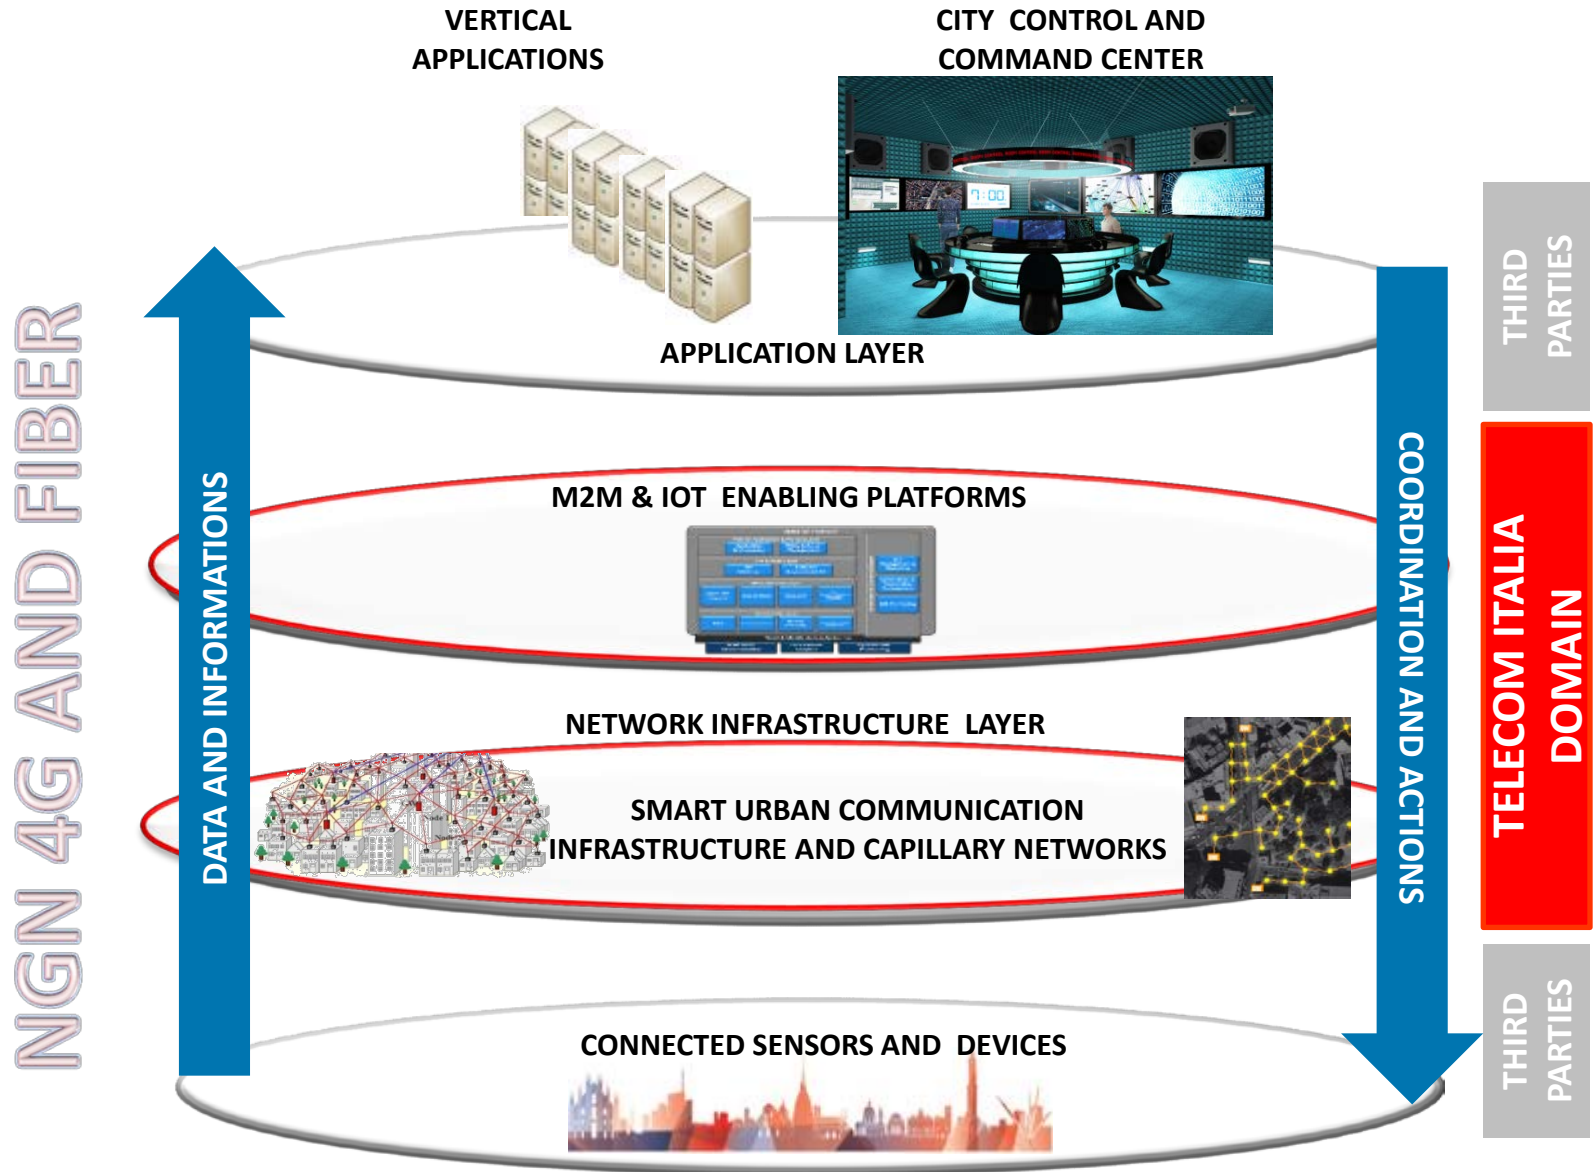 VERTICAL
APPLICATIONS
CITY CONTROL AND
COMMAND CENTER
7:00
APPLICATION LAYER
M2M & IOT ENABLING PLATFORMS
NETWORK INFRASTRUCTURE LAYER
SMART URBAN COMMUNICATION
INFRASTRUCTURE AND CAPILLARY NETWORKS
CONNECTED SENSORS AND DEVICES
NGN 4G AND FIBER
DATA AND INFORMATIONS
COORDINATION AND ACTIONS
THIRD
PARTIES
TELECOM ITALIA
DOMAIN
THIRD
PARTIES